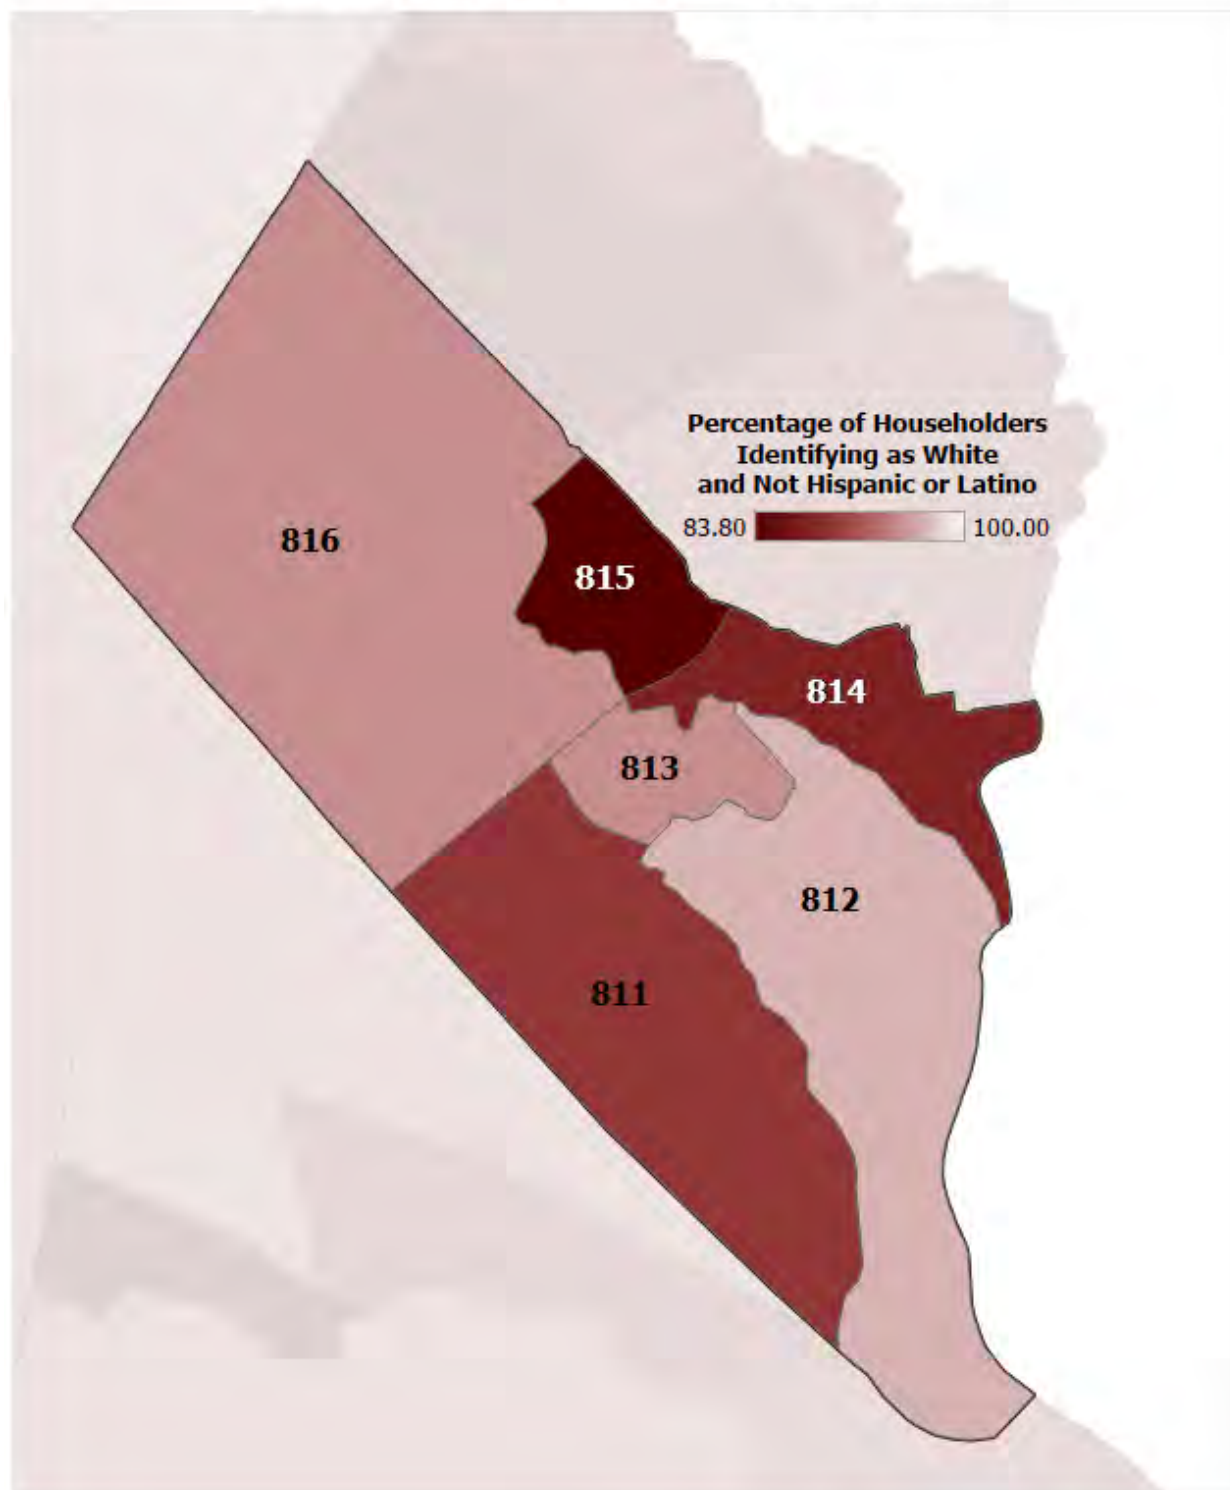 Percentage of Householders
Identifying as White
and Not Hispanic or Latino
83.80 100.00
816
815
814
813
812
811